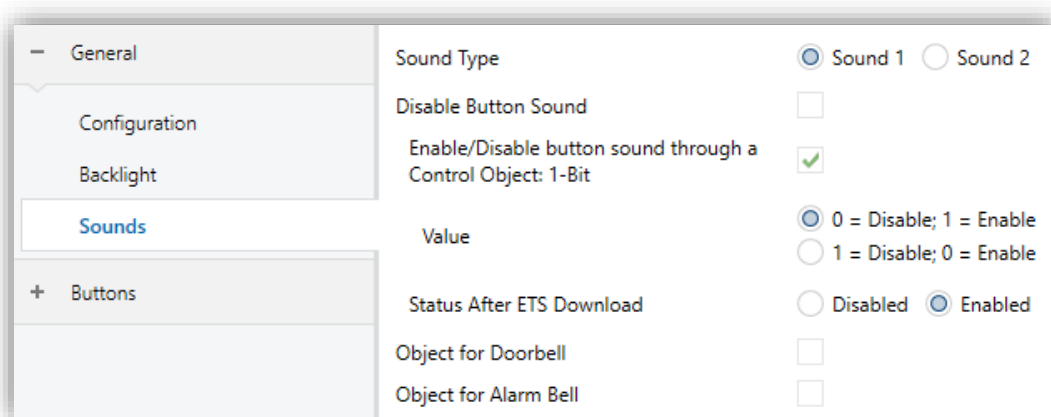 General
Configuration
Backlight
Sounds
Buttons
Sound Type
Sound 1
Sound 2
Disable Button Sound
Enable/Disable button sound through a
Control Object: 1-Bit
Value
0 = Disable; 1 = Enable
1 = Disable; 0 = Enable
Status After ETS Download
Disabled
Enabled
Object for Doorbell
Object for Alarm Bell